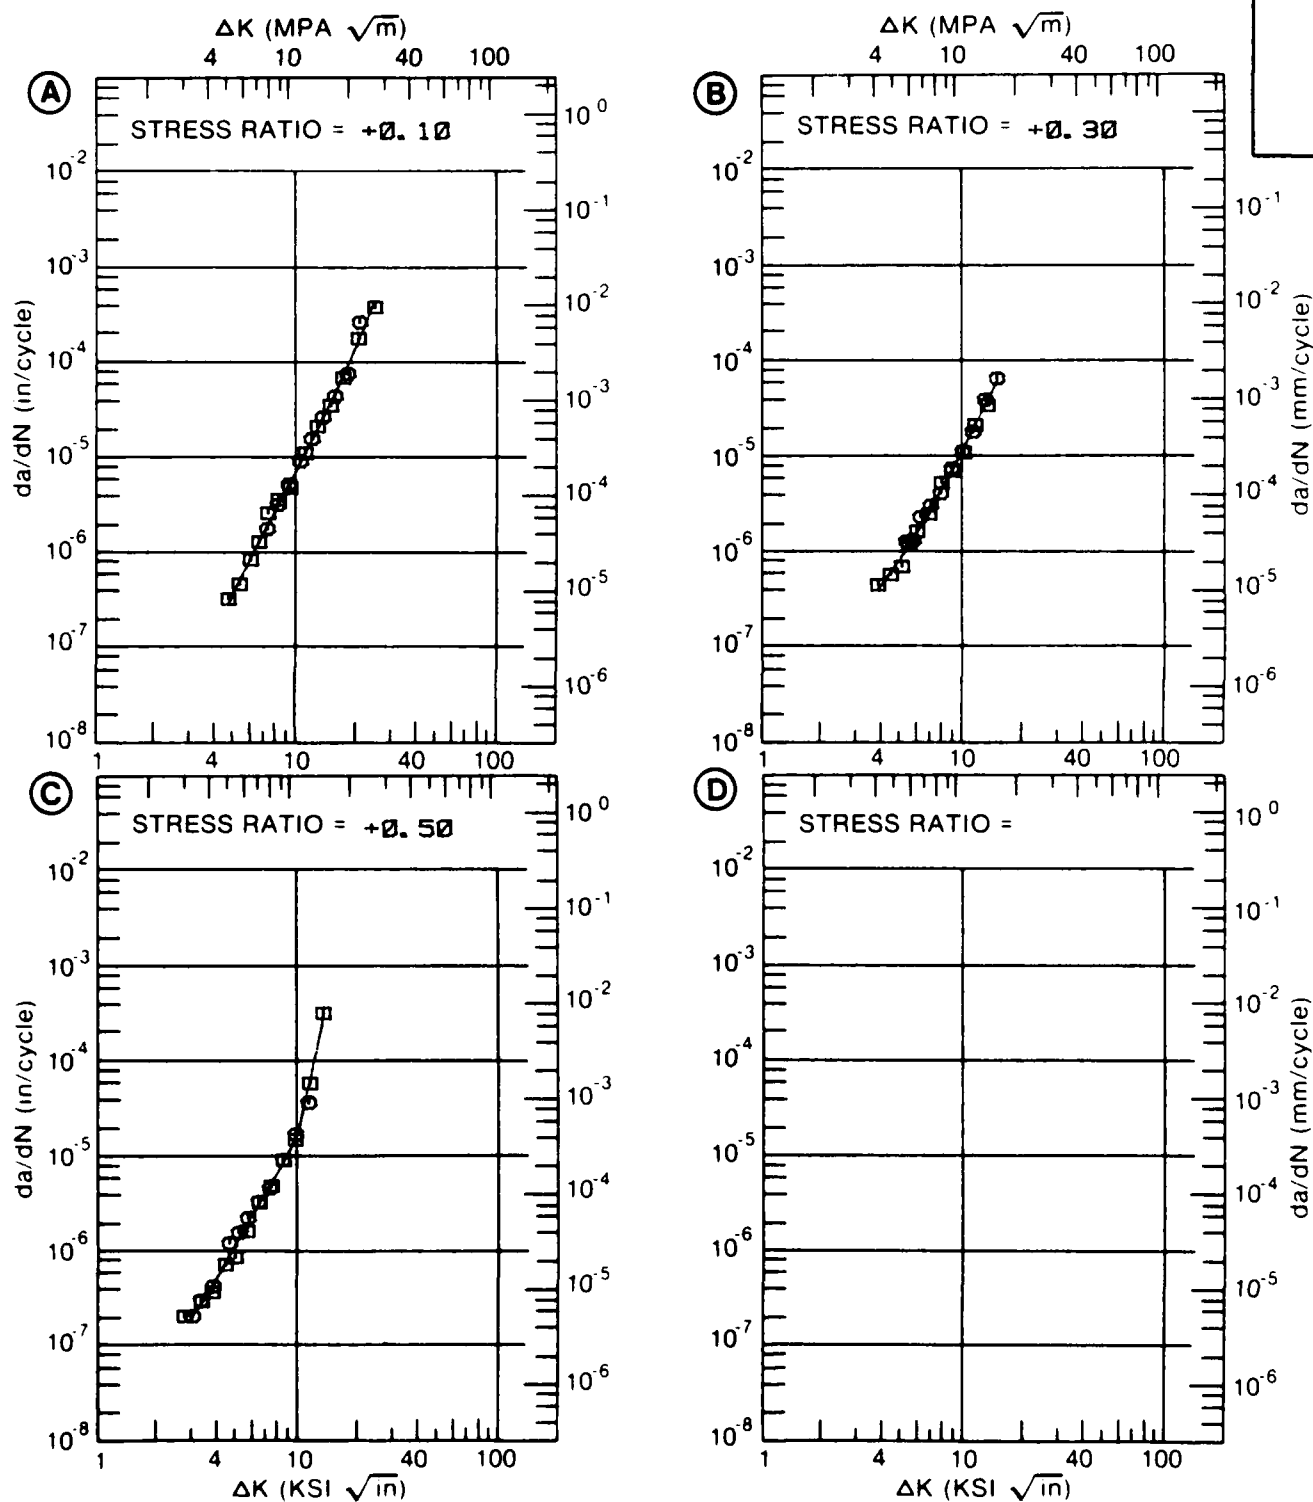 ΔK (MPA √m)
4 10 40 100
A
STRESS RATIO = +0.10
10^0
10^-2
10^-1
10^-3
10^-2
10^-4
10^-3
10^-5
10^-4
10^-6
10^-5
10^-7
10^-6
10^-8
1 4 10 40 100
da/dN (in/cycle)
ΔK (MPA √m)
4 10 40 100
B
STRESS RATIO = +0.30
10^-2
10^-1
10^-3
10^-2
10^-4
10^-3
10^-5
10^-4
10^-6
10^-5
10^-7
10^-6
10^-8
1 4 10 40 100
da/dN (mm/cycle)
C
STRESS RATIO = +0.50
10^0
10^-2
10^-1
10^-3
10^-2
10^-4
10^-3
10^-5
10^-4
10^-6
10^-5
10^-7
10^-6
10^-8
1 4 10 40 100
da/dN (in/cycle)
ΔK (KSI √in)
D
STRESS RATIO =
10^0
10^-2
10^-1
10^-3
10^-2
10^-4
10^-3
10^-5
10^-4
10^-6
10^-5
10^-7
10^-6
10^-8
1 4 10 40 100
da/dN (mm/cycle)
ΔK (KSI √in)